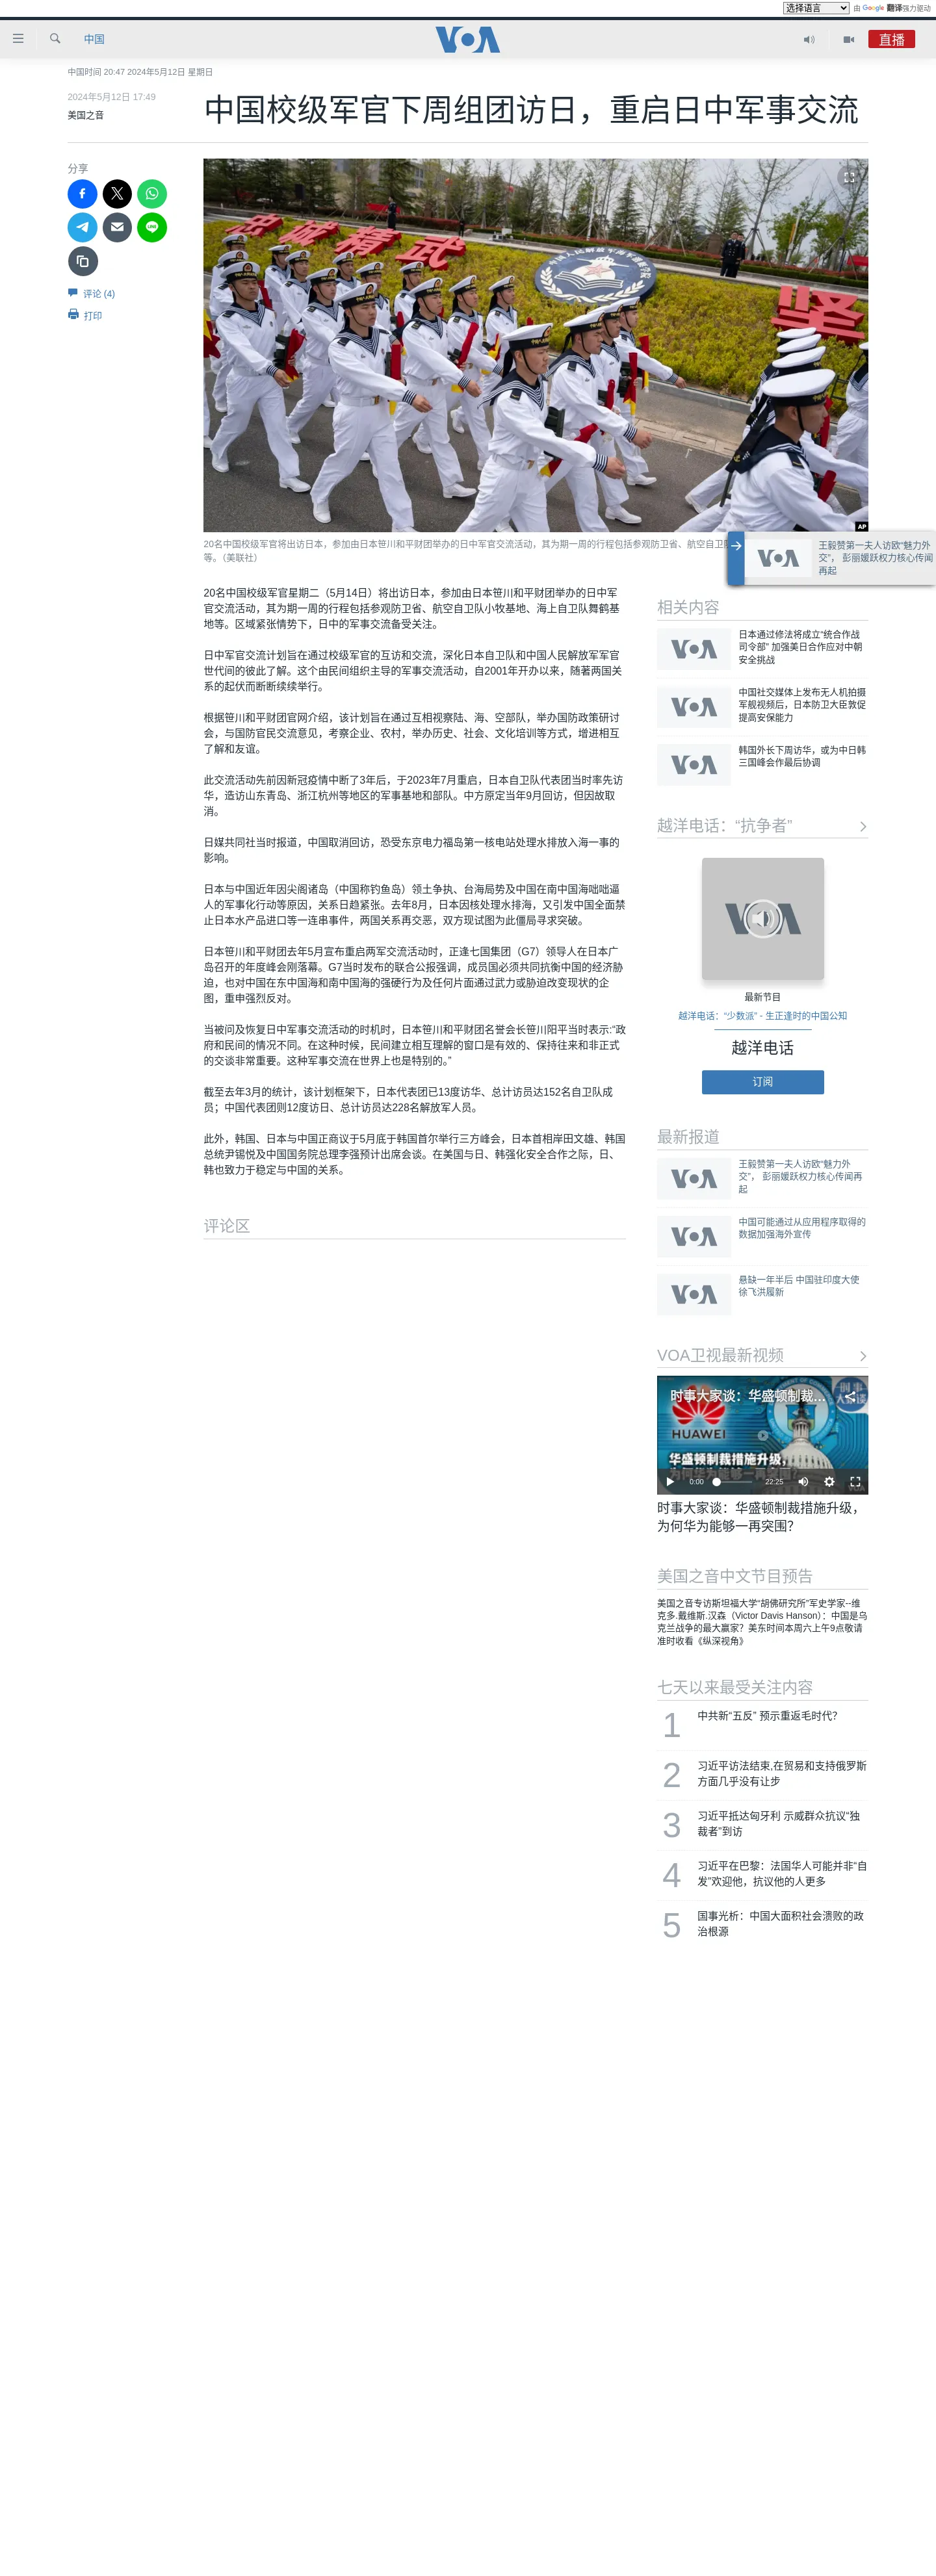 选择语言
由 Google 翻译强力驱动
中国
VOA
直播
中国时间 20:47 2024年5月12日 星期日
2024年5月12日 17:49
美国之音
中国校级军官下周组团访日，重启日中军事交流
分享
评论 (4)
打印
精武
坚
AP
20名中国校级军官将出访日本，参加由日本笹川和平财团举办的日中军官交流活动，其为期一周的行程包括参观防卫省、航空自卫
等。（美联社）
王毅赞第一夫人访欧“魅力外
交”， 彭丽媛跃权力核心传闻
再起
20名中国校级军官星期二（5月14日）将出访日本，参加由日本笹川和平财团举办的日中军
官交流活动，其为期一周的行程包括参观防卫省、航空自卫队小牧基地、海上自卫队舞鹤基
地等。区域紧张情势下，日中的军事交流备受关注。
日中军官交流计划旨在通过校级军官的互访和交流，深化日本自卫队和中国人民解放军军官
世代间的彼此了解。这个由民间组织主导的军事交流活动，自2001年开办以来，随著两国关
系的起伏而断断续续举行。
根据笹川和平财团官网介绍，该计划旨在通过互相视察陆、海、空部队，举办国防政策研讨
会，与国防官民交流意见，考察企业、农村，举办历史、社会、文化培训等方式，增进相互
了解和友谊。
此交流活动先前因新冠疫情中断了3年后，于2023年7月重启，日本自卫队代表团当时率先访
华，造访山东青岛、浙江杭州等地区的军事基地和部队。中方原定当年9月回访，但因故取
消。
日媒共同社当时报道，中国取消回访，恐受东京电力福岛第一核电站处理水排放入海一事的
影响。
日本与中国近年因尖阁诸岛（中国称钓鱼岛）领土争执、台海局势及中国在南中国海咄咄逼
人的军事化行动等原因，关系日趋紧张。去年8月，日本因核处理水排海，又引发中国全面禁
止日本水产品进口等一连串事件，两国关系再交恶，双方现试图为此僵局寻求突破。
日本笹川和平财团去年5月宣布重启两军交流活动时，正逢七国集团（G7）领导人在日本广
岛召开的年度峰会刚落幕。G7当时发布的联合公报强调，成员国必须共同抗衡中国的经济胁
迫，也对中国在东中国海和南中国海的强硬行为及任何片面通过武力或胁迫改变现状的企
图，重申强烈反对。
当被问及恢复日中军事交流活动的时机时，日本笹川和平财团名誉会长笹川阳平当时表示:“政
府和民间的情况不同。在这种时候，民间建立相互理解的窗口是有效的、保持往来和非正式
的交谈非常重要。这种军事交流在世界上也是特别的。”
截至去年3月的统计，该计划框架下，日本代表团已13度访华、总计访员达152名自卫队成
员；中国代表团则12度访日、总计访员达228名解放军人员。
此外，韩国、日本与中国正商议于5月底于韩国首尔举行三方峰会，日本首相岸田文雄、韩国
总统尹锡悦及中国国务院总理李强预计出席会谈。在美国与日、韩强化安全合作之际，日、
韩也致力于稳定与中国的关系。
评论区
相关内容
VOA
日本通过修法将成立“统合作战
司令部” 加强美日合作应对中朝
安全挑战
VOA
中国社交媒体上发布无人机拍摄
军舰视频后，日本防卫大臣敦促
提高安保能力
VOA
韩国外长下周访华，或为中日韩
三国峰会作最后协调
越洋电话：“抗争者”
VOA
最新节目
越洋电话：“少数派” - 生正逢时的中国公知
越洋电话
订阅
最新报道
VOA
王毅赞第一夫人访欧“魅力外
交”， 彭丽媛跃权力核心传闻再
起
VOA
中国可能通过从应用程序取得的
数据加强海外宣传
VOA
悬缺一年半后 中国驻印度大使
徐飞洪履新
VOA卫视最新视频
时事大家谈：华盛顿制裁...
HUAWEI
华盛顿制裁措施升级，
0:00
22:25
时事大家谈：华盛顿制裁措施升级，
为何华为能够一再突围？
美国之音中文节目预告
美国之音专访斯坦福大学“胡佛研究所”军史学家--维
克多.戴维斯.汉森（Victor Davis Hanson）：中国是乌
克兰战争的最大赢家？美东时间本周六上午9点敬请
准时收看《纵深视角》
七天以来最受关注内容
1
中共新“五反” 预示重返毛时代？
2
习近平访法结束,在贸易和支持俄罗斯
方面几乎没有让步
3
习近平抵达匈牙利 示威群众抗议“独
裁者”到访
4
习近平在巴黎：法国华人可能并非“自
发”欢迎他，抗议他的人更多
5
国事光析：中国大面积社会溃败的政
治根源